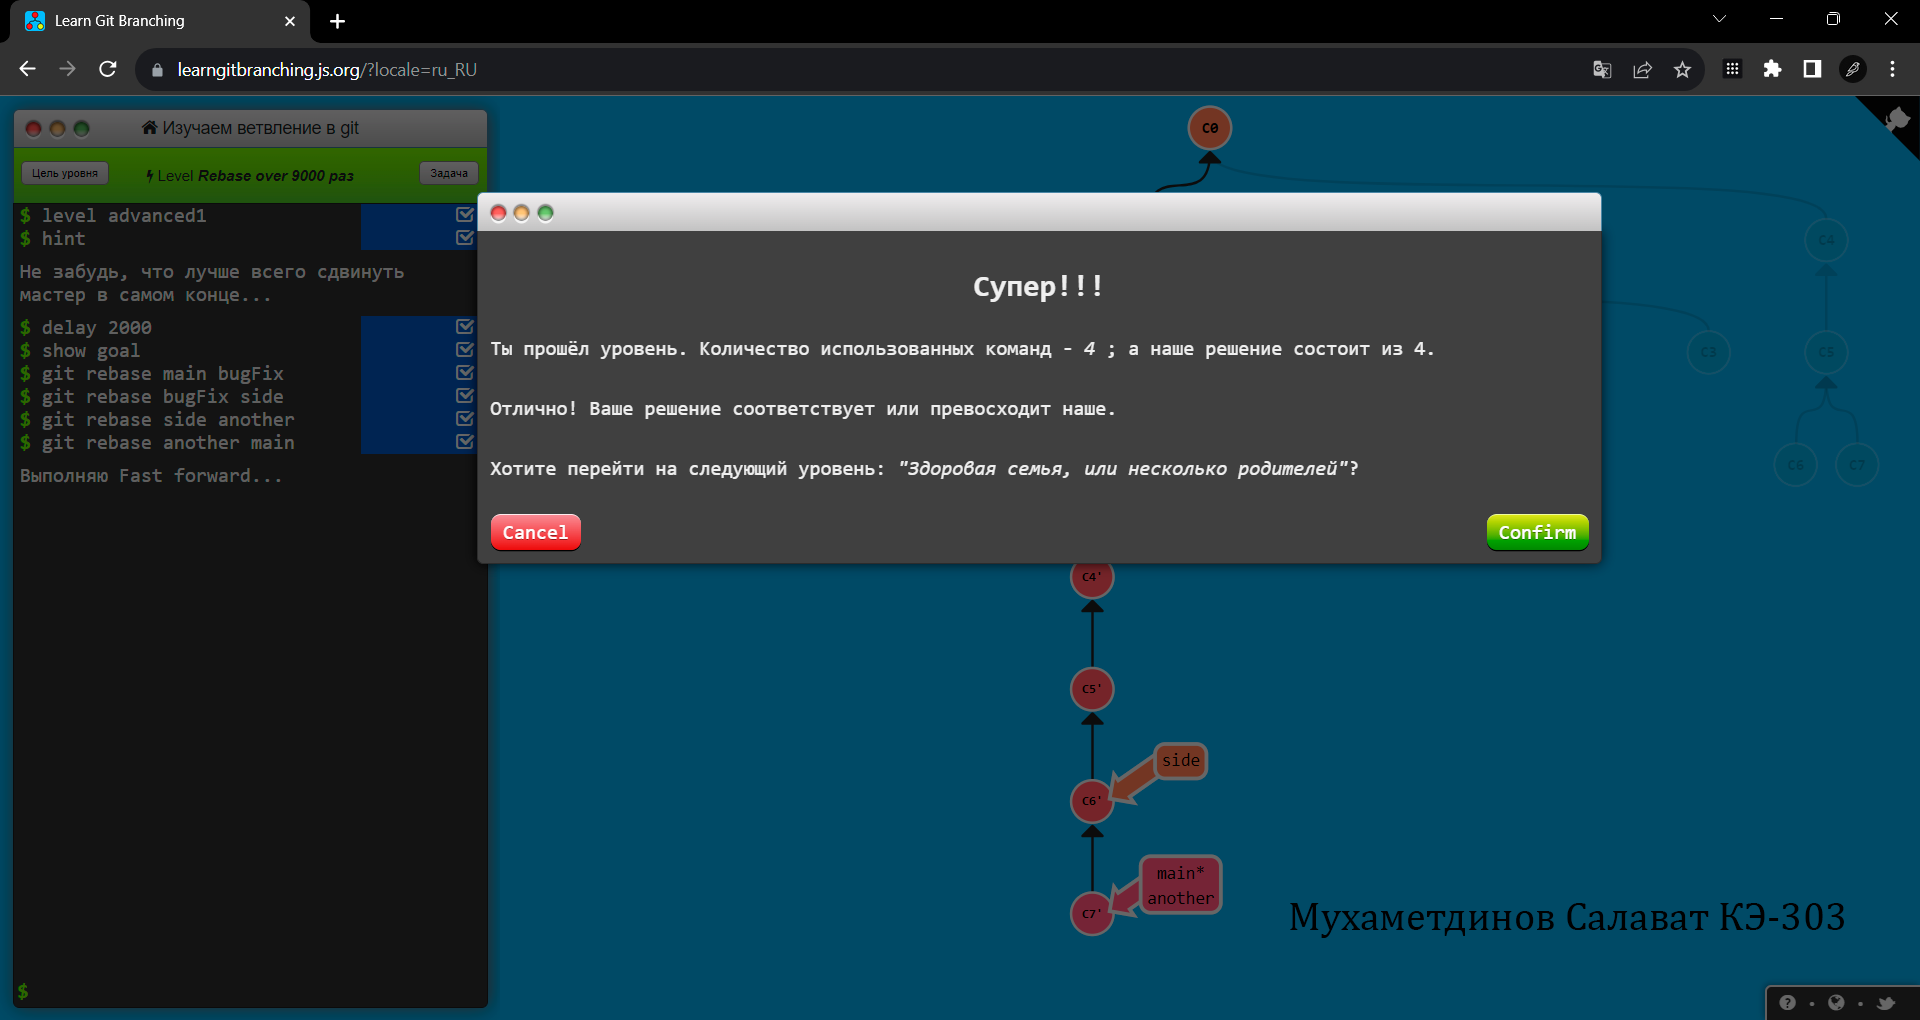 Learn Git Branching
learngitbranching.js.org/?locale=ru_RU
Изучаем ветвление в git
Цель уровня
Level Rebase over 9000 раз
Задача
$ level advanced1
$ hint
Не забудь, что лучше всего сдвинуть
мастер в самом конце...
$ delay 2000
$ show goal
$ git rebase main bugFix
$ git rebase bugFix side
$ git rebase side another
$ git rebase another main
Выполняю Fast forward...
$
C0
C4
C3
C5
C6
C7
Супер!!!
Ты прошёл уровень. Количество использованных команд - 4 ; а наше решение состоит из 4.
Отлично! Ваше решение соответствует или превосходит наше.
Хотите перейти на следующий уровень: "Здоровая семья, или несколько родителей"?
Cancel
Confirm
C4'
C5'
side
C6'
main*
another
C7'
Мухаметдинов Салават КЭ-303